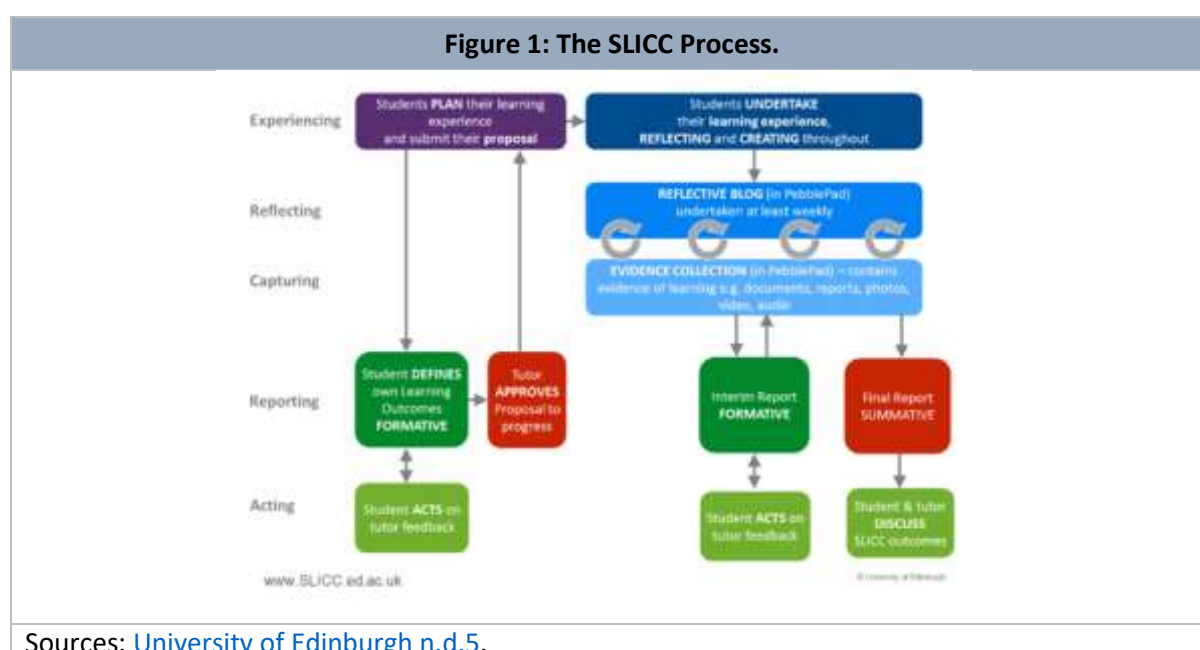 Figure 1: The SLICC Process.
Experiencing
Students PLAN their learning
experience
and submit their proposal
Students UNDERTAKE
their learning experience,
REFLECTING and CREATING throughout
Reflecting
REFLECTIVE BLOG (in PebblePad)
undertaken at least weekly
Capturing
EVIDENCE COLLECTION (in PebblePad) – contains
evidence of learning e.g. documents, reports, photos,
video, audio
Reporting
Student DEFINES
own Learning
Outcomes
FORMATIVE
Tutor
APPROVES
Proposal to
progress
Interim Report
FORMATIVE
Final Report
SUMMATIVE
Acting
Student ACTS on
tutor feedback
Student ACTS on
tutor feedback
Student & Tutor
DISCUSS
SLICC outcomes
www.SLICC.ed.ac.uk
© University of Edinburgh
Sources: University of Edinburgh n.d.5.